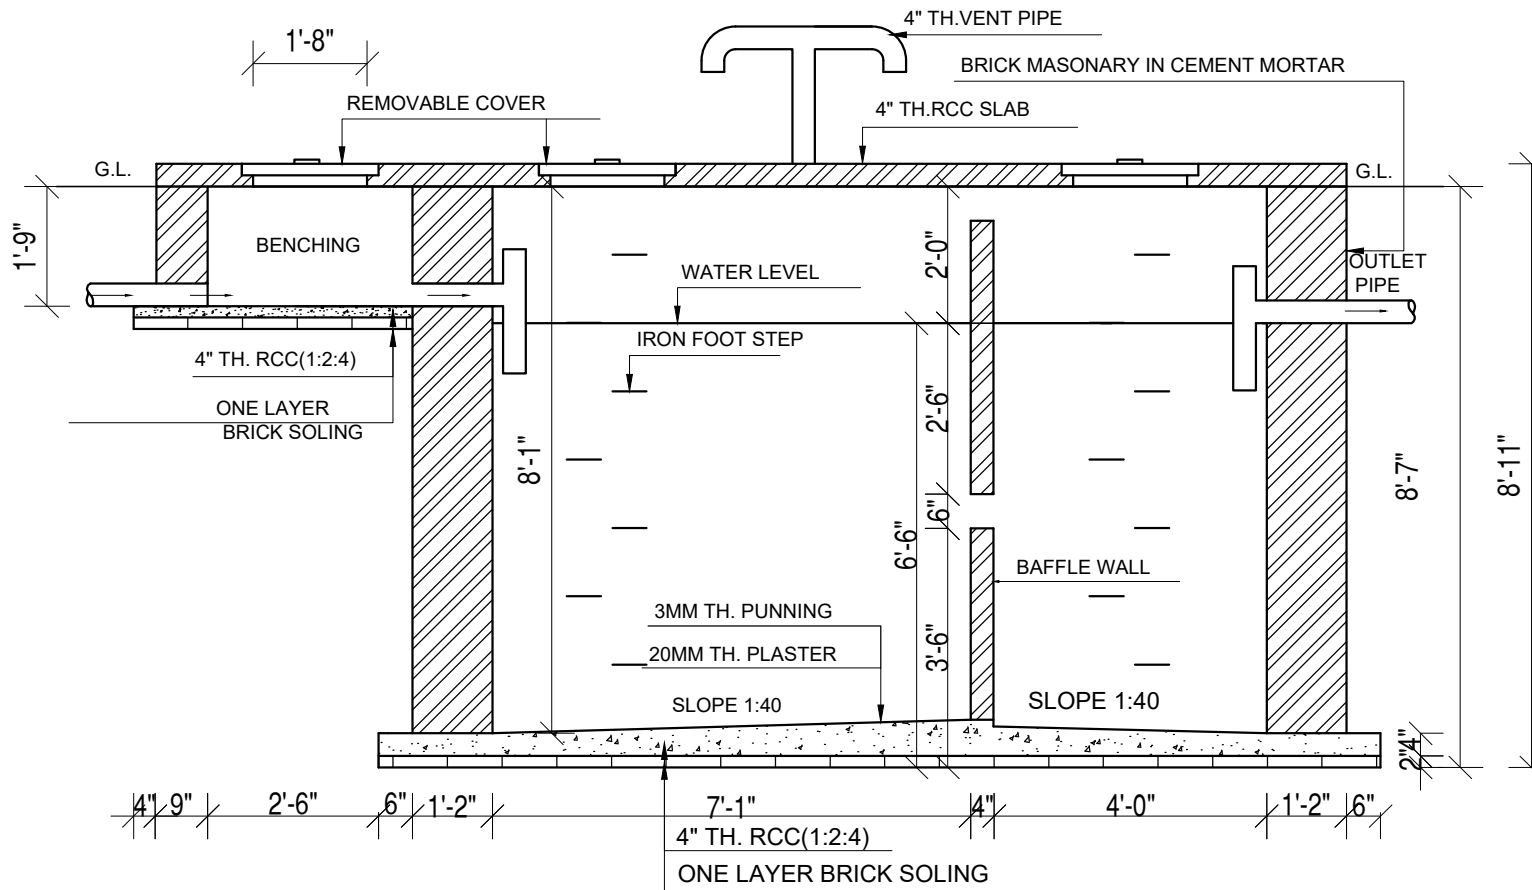 4" TH.VENT PIPE
1'-8"
BRICK MASONARY IN CEMENT MORTAR
REMOVABLE COVER
4" TH.RCC SLAB
G.L.
G.L.
1'-9"
BENCHING
2'-0"
WATER LEVEL
OUTLET
PIPE
IRON FOOT STEP
4" TH. RCC(1:2:4)
ONE LAYER
BRICK SOLING
2'-6"
8'-1"
8'-7"
8'-11"
6"
6'-6"
BAFFLE WALL
3MM TH. PUNNING
20MM TH. PLASTER
3'-6"
SLOPE 1:40
SLOPE 1:40
4"
2"
4"
9"
2'-6"
6"
1'-2"
7'-1"
4"
4'-0"
1'-2"
6"
4" TH. RCC(1:2:4)
ONE LAYER BRICK SOLING